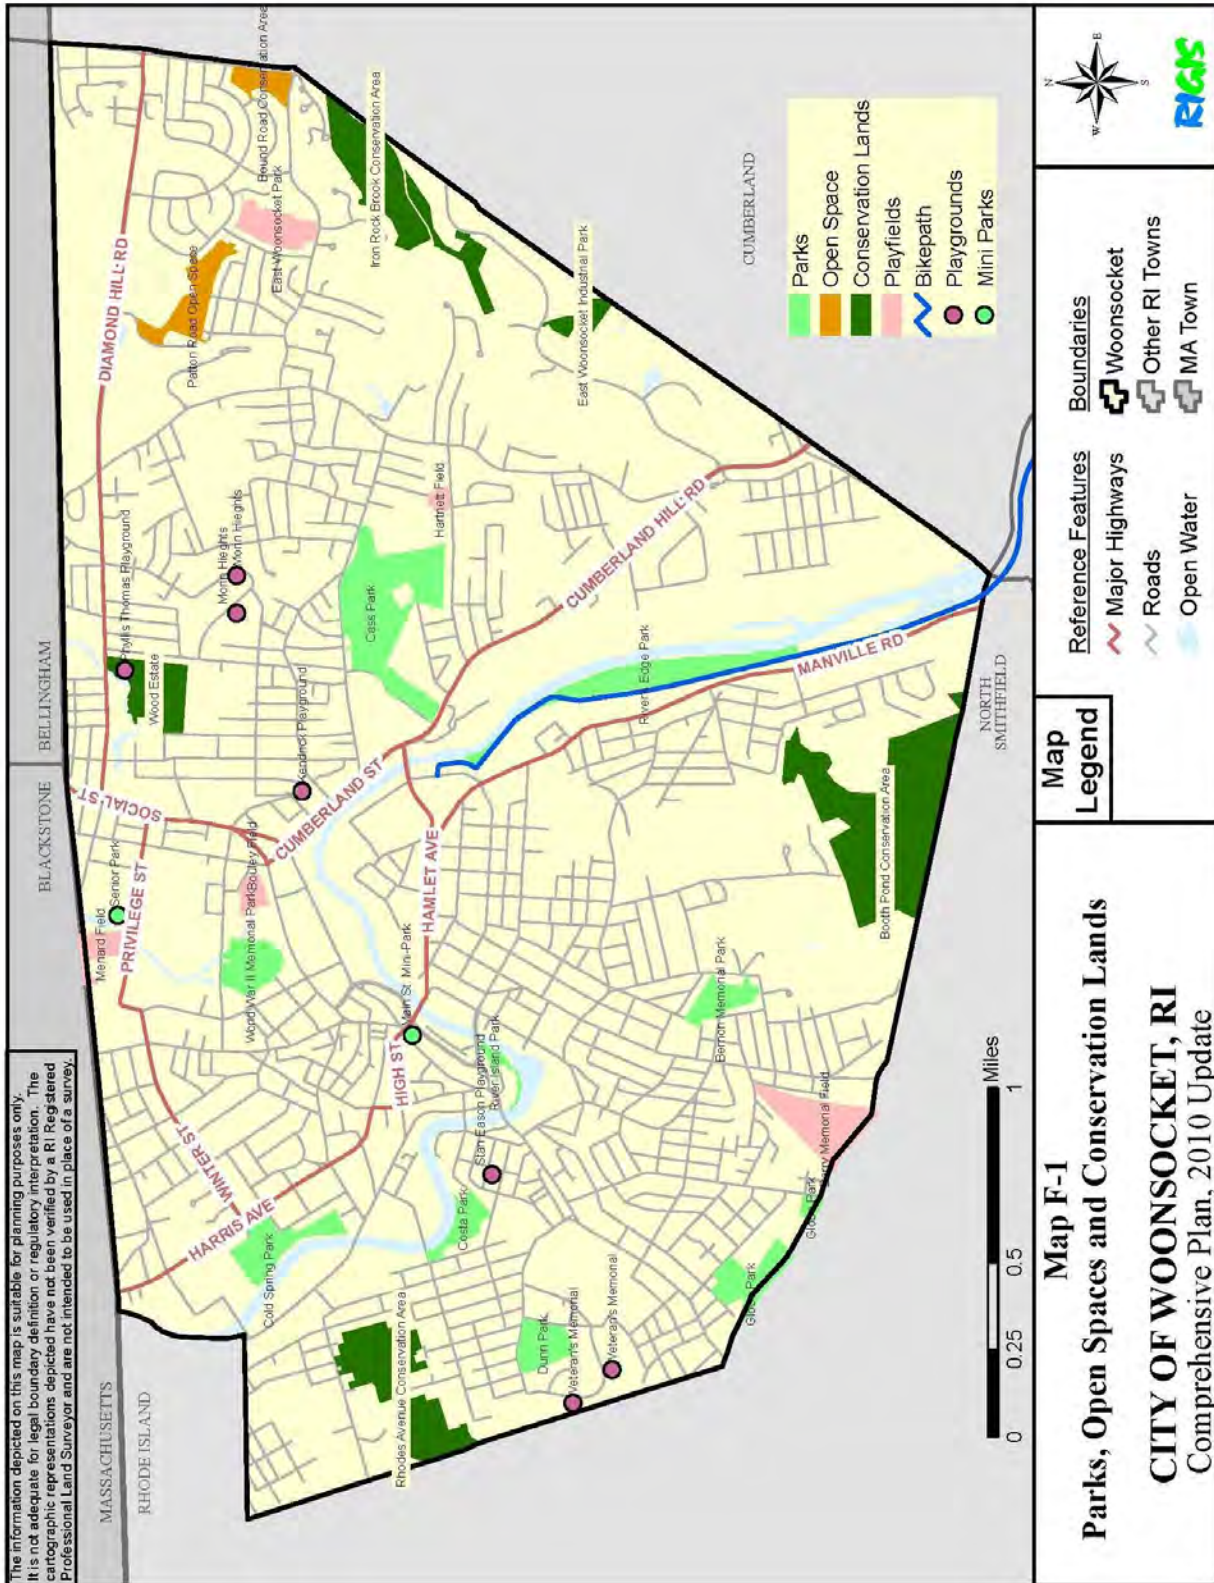 The information depicted on this map is suitable for planning purposes only.
It is not adequate for legal boundary definition or regulatory interpretation. The
cartographic representations depicted have not been verified by a RI Registered
Professional Land Surveyor and are not intended to be used in place of a survey.
MASSACHUSETTS
RHODE ISLAND
BLACKSTONE
BELLINGHAM
CUMBERLAND
NORTH
SMITHFIELD
DIAMOND HILL RD
SOCIAL ST
PRIVILEGE ST
WINTER ST
HARRIS AVE
HIGH ST
HAMLET AVE
CUMBERLAND ST
CUMBERLAND HILL RD
MANVILLE RD
Menard Field
Senior Park
Phyllis Thomas Playground
Wood Estate
Morin Hieghts
Morin Hieghts
Kendrick Playground
Wood War II Memorial Park
Bouley Field
Patton Road Open Space
East Woonsocket Park
Bound Road Conservation Area
Iron Rock Brook Conservation Area
East Woonsocket Industrial Park
Cass Park
Hartnett Field
River's Edge Park
Main St. Mini-Park
Cold Spring Park
Costa Park
Stan Eason Playground
River Island Park
Rhodes Avenue Conservation Area
Dunn Park
Veteran's Memorial
Veteran's Memorial
Globe Park
Globe Park
Barry Memorial Field
Bernon Memorial Park
Booth Pond Conservation Area
Parks
Open Space
Conservation Lands
Playfields
Bikepath
Playgrounds
Mini Parks
0 0.25 0.5 1
Miles
Map F-1
Parks, Open Spaces and Conservation Lands
CITY OF WOONSOCKET, RI
Comprehensive Plan, 2010 Update
Map
Legend
Reference Features
Major Highways
Roads
Open Water
Boundaries
Woonsocket
Other RI Towns
MA Town
N
E
S
W
RIGIS